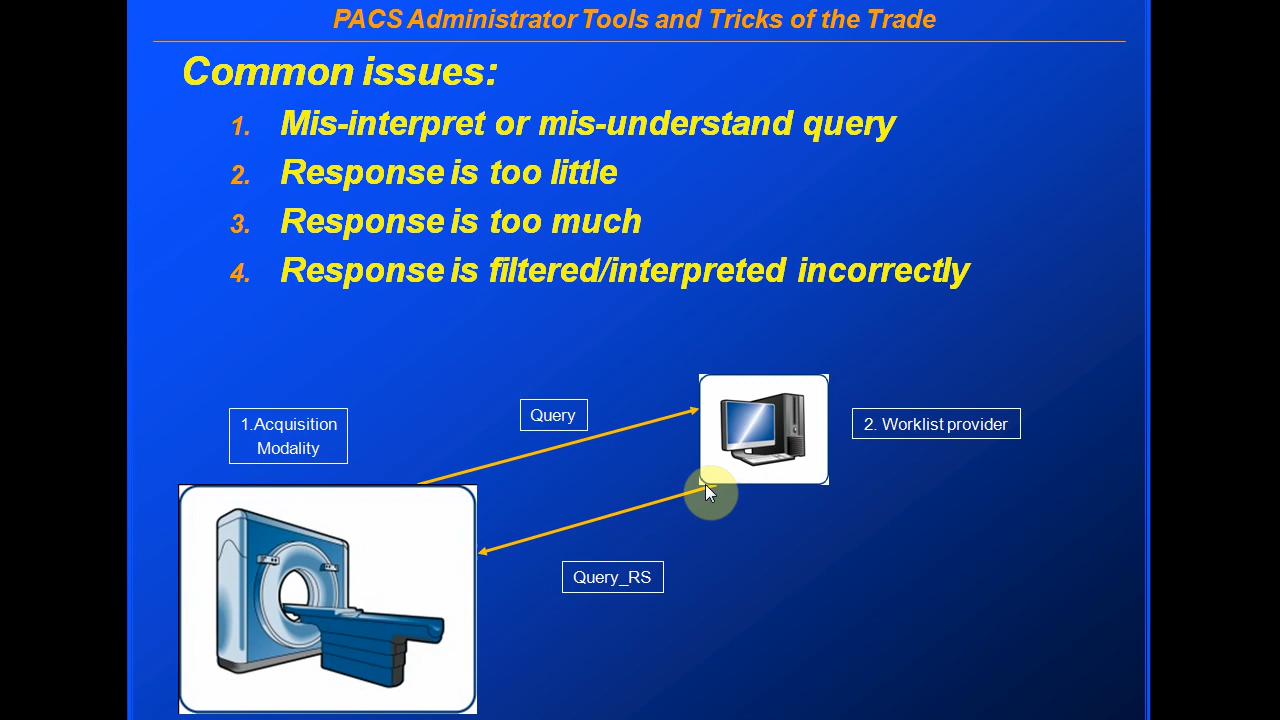 PACS Administrator Tools and Tricks of the Trade
Common issues:
1. Mis-interpret or mis-understand query
2. Response is too little
3. Response is too much
4. Response is filtered/interpreted incorrectly
1.Acquisition
Modality
Query
2. Worklist provider
Query_RS